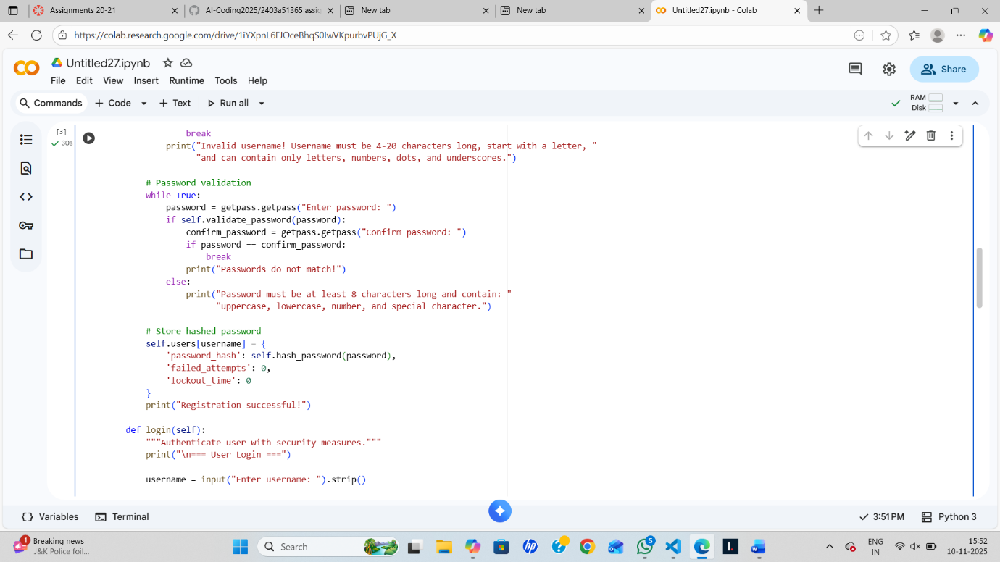 Assignments 20-21
AI-Coding2025/2403a51365 assig
New tab
New tab
Untitled27.ipynb - Colab
https://colab.research.google.com/drive/1iYXpnL6FJOceBhqS0IwVKpurbvPUjG_X
Untitled27.ipynb
File Edit View Insert Runtime Tools Help
Share
Commands + Code + Text Run all
RAM
Disk
[3]
30s
break
print("Invalid username! Username must be 4-20 characters long, start with a letter, "
"and can contain only letters, numbers, dots, and underscores.")
# Password validation
while True:
password = getpass.getpass("Enter password: ")
if self.validate_password(password):
confirm_password = getpass.getpass("Confirm password: ")
if password == confirm_password:
break
print("Passwords do not match!")
else:
print("Password must be at least 8 characters long and contain: "
"uppercase, lowercase, number, and special character.")
# Store hashed password
self.users[username] = {
'password_hash': self.hash_password(password),
'failed_attempts': 0,
'lockout_time': 0
}
print("Registration successful!")
def login(self):
"""Authenticate user with security measures."""
print("\n=== User Login ===")
username = input("Enter username: ").strip()
Variables
Terminal
3:51 PM
Python 3
1
Breaking news
J&K Police foil...
Search
5
ENG
IN
15:52
10-11-2025